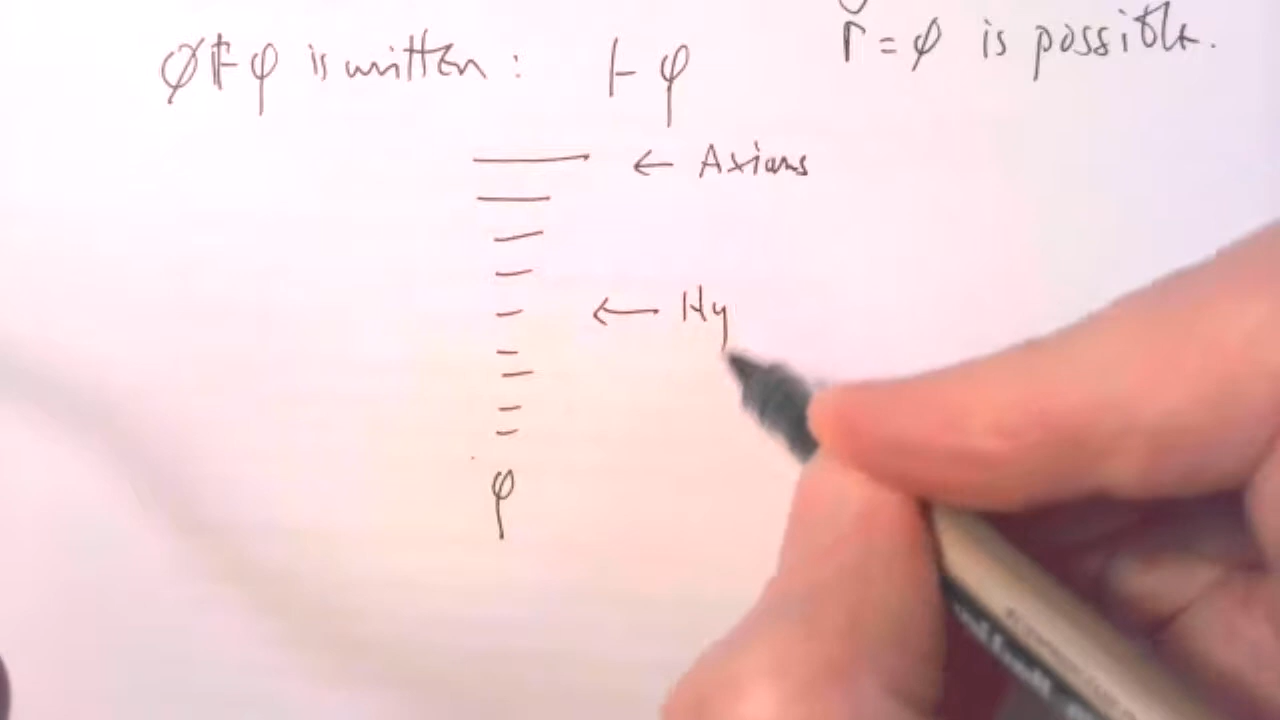 ∅ ⊢ φ is written : ⊢ φ
Γ = ∅ is possible.
← Axioms
← Hy
φ